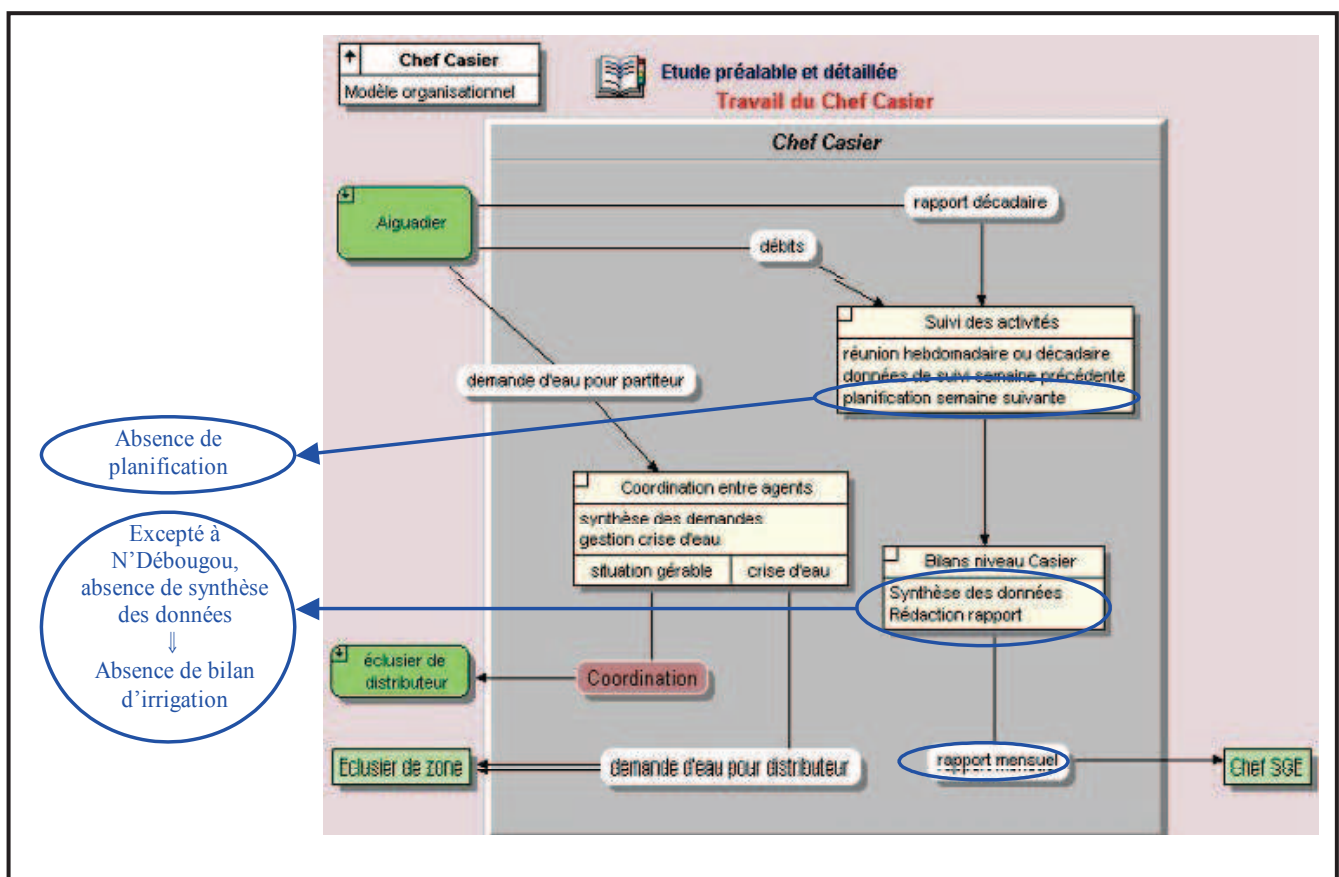 Chef Casier
Modèle organisationnel
Etude préalable et détaillée
Travail du Chef Casier
Chef Casier
Aiguadier
rapport décadaire
débits
Suivi des activités
réunion hebdomadaire ou décadaire
données de suivi semaine précédente
planification semaine suivante
demande d'eau pour partiteur
Absence de
planification
Coordination entre agents
synthèse des demandes
gestion crise d'eau
situation gérable
crise d'eau
Excepté à
N'Débougou,
absence de synthèse
des données
⇓
Absence de bilan
d'irrigation
Bilans niveau Casier
Synthèse des données
Rédaction rapport
éclusier de
distributeur
Coordination
Eclusier de zone
demande d'eau pour distributeur
rapport mensuel
Chef SGE